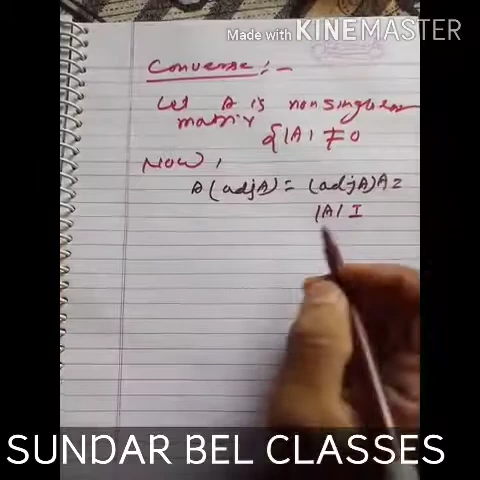 Made with KINEMASTER
Converse :-
Let A is nonsingular
matrix
{|A| ≠ 0
Now,
A(adjA) = (adjA)A =
|A| I
SUNDAR BEL CLASSES